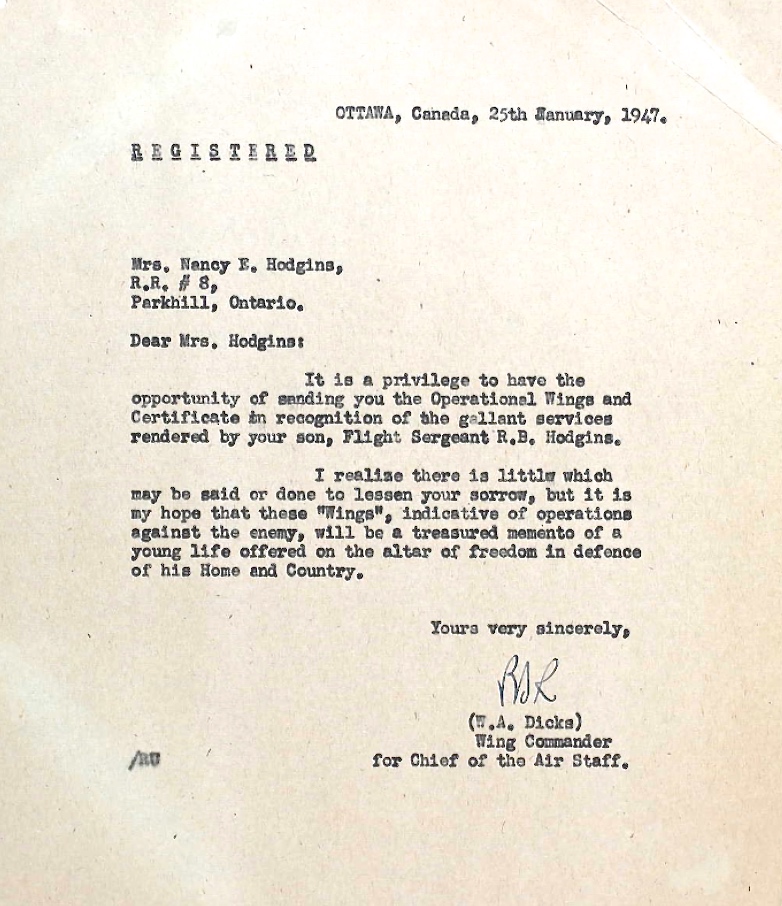 OTTAWA, Canada, 25th January, 1947.
REGISTERED
Mrs. Nancy E. Hodgins,
R.R. # 8,
Parkhill, Ontario.
Dear Mrs. Hodgins:
It is a privilege to have the
opportunity of sending you the Operational Wings and
Certificate in recognition of the gallant services
rendered by your son, Flight Sergeant R.B. Hodgins.
I realize there is little which
may be said or done to lessen your sorrow, but it is
my hope that these "Wings", indicative of operations
against the enemy, will be a treasured memento of a
young life offered on the altar of freedom in defence
of his Home and Country.
Yours very sincerely,
(W.A. Dicks)
Wing Commander
/RU
for Chief of the Air Staff.